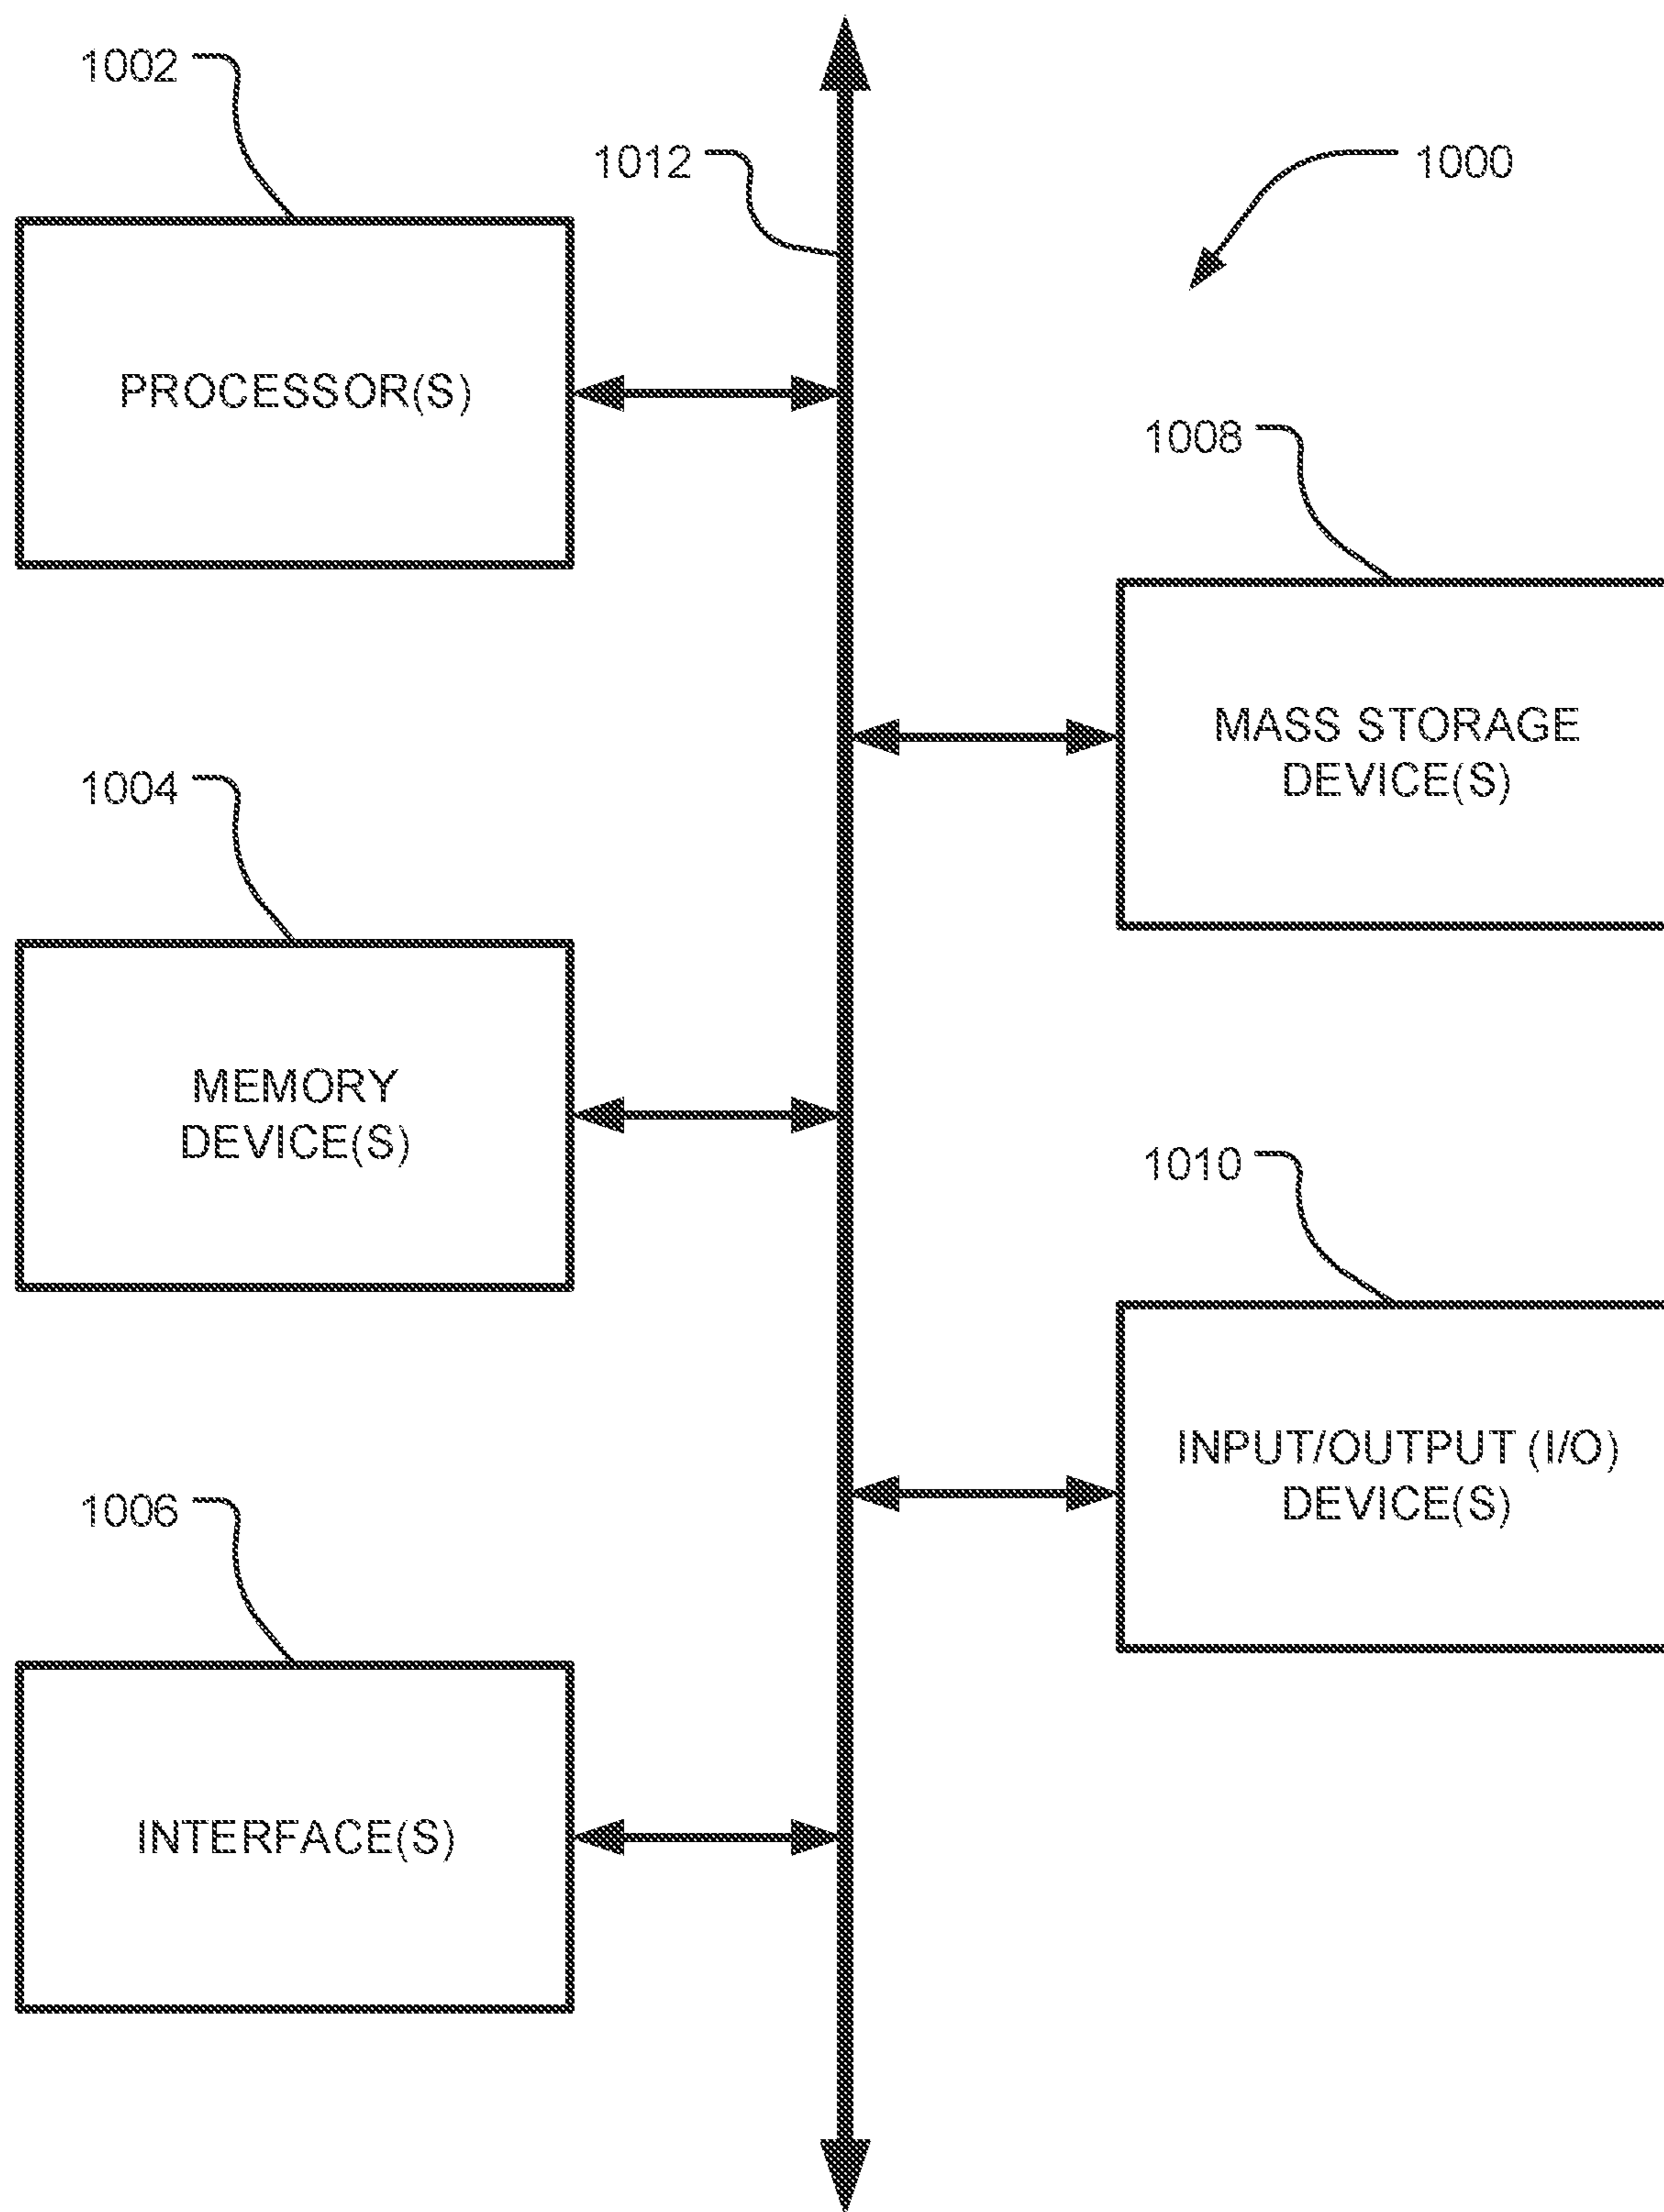 1002
1012
1000
PROCESSOR(S)
1008
MASS STORAGE
DEVICE(S)
1004
MEMORY
DEVICE(S)
1010
INPUT/OUTPUT (I/O)
DEVICE(S)
1006
INTERFACE(S)